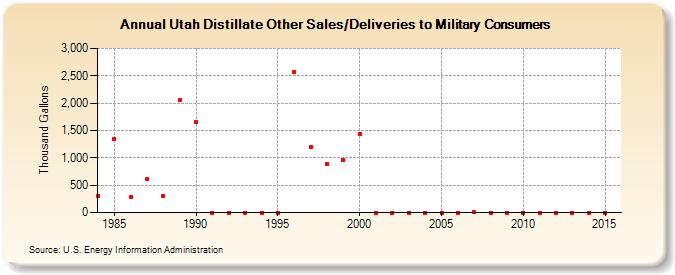 Annual Utah Distillate Other Sales/Deliveries to Military Consumers
Thousand Gallons
3,000
2,500
2,000
1,500
1,000
500
0
1985 1990 1995 2000 2005 2010 2015
Source: U.S. Energy Information Administration